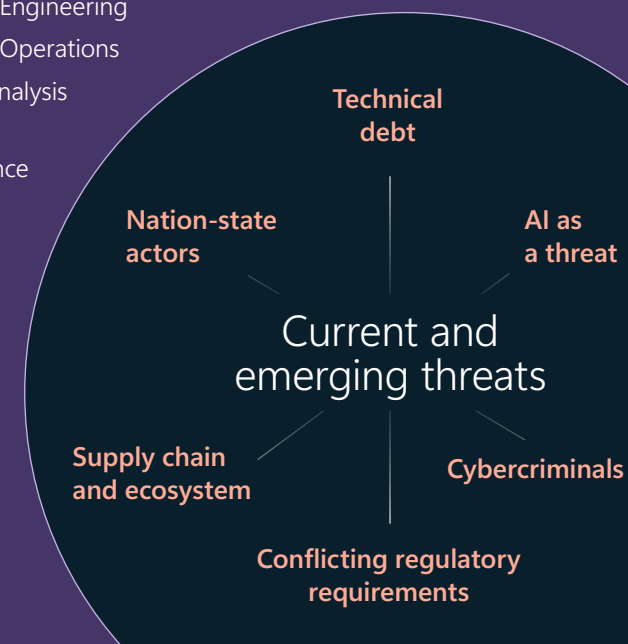 Engineering
Operations
nalysis
nce
Technical
debt
Nation-state
actors
AI as
a threat
Current and
emerging threats
Supply chain
and ecosystem
Cybercriminals
Conflicting regulatory
requirements